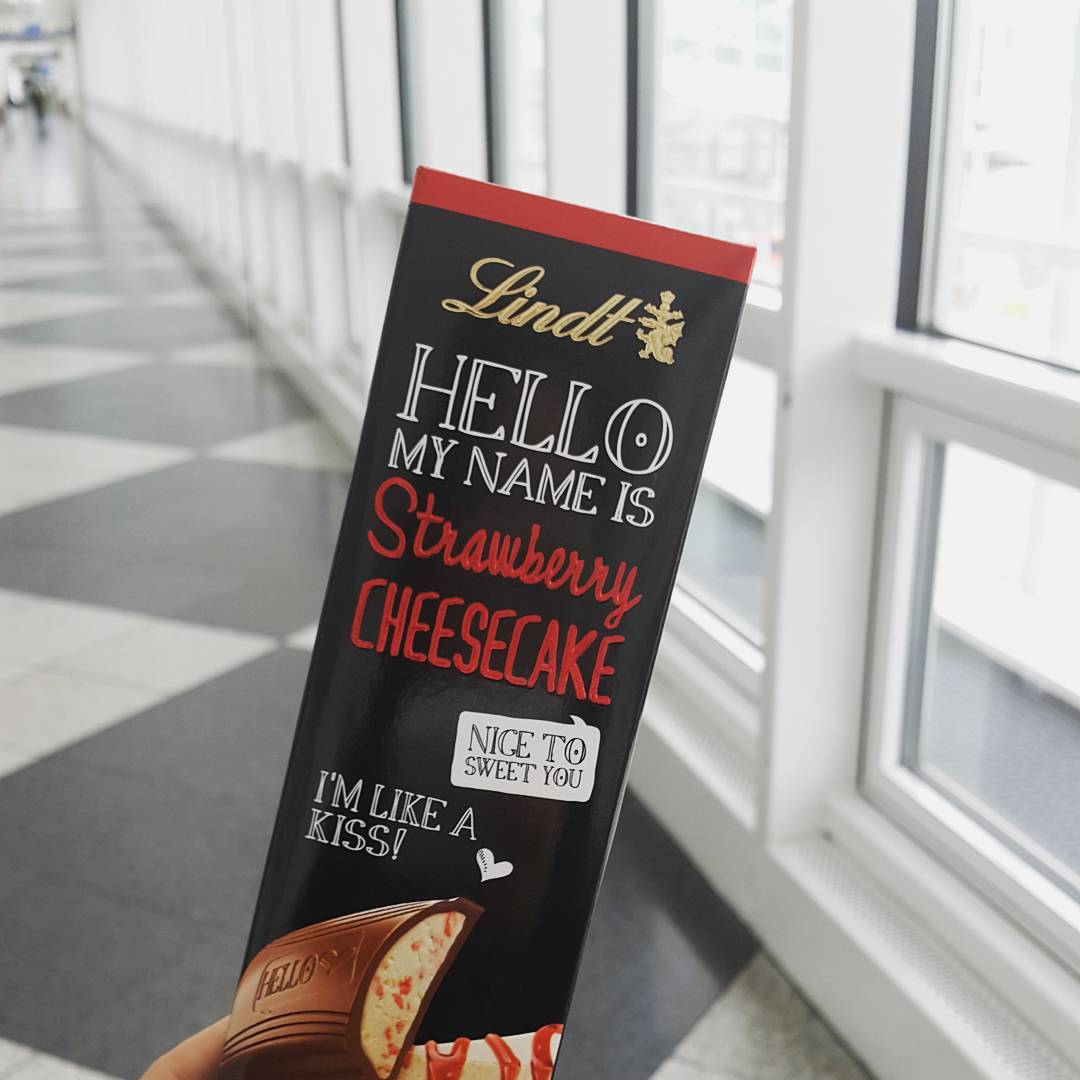 Lindt
HELLO
MY NAME IS
Strawberry
CHEESECAKE
NICE TO
SWEET YOU
I'M LIKE A
KISS!
HELLO